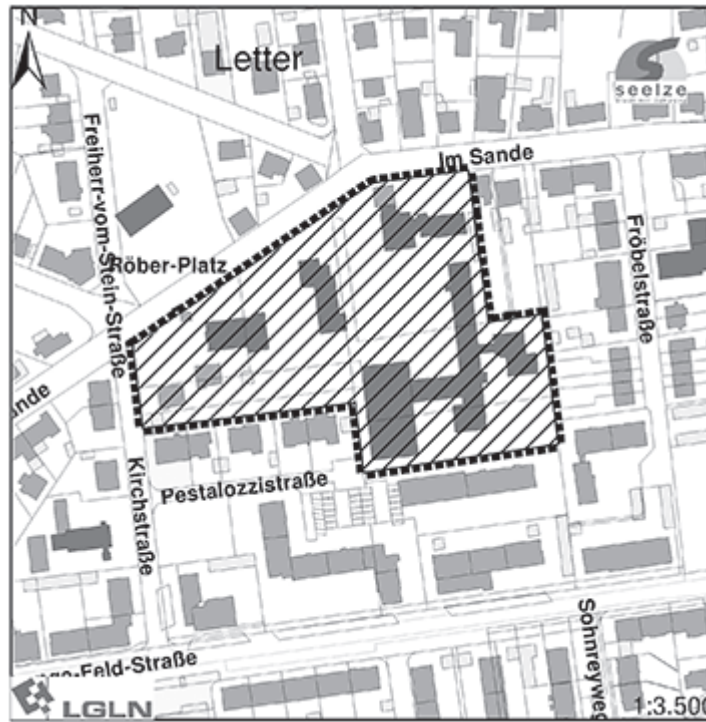 N
Letter
seelze
Im Sande
Freiherr-vom-Stein-Straße
Röber-Platz
Fröbelstraße
Kirchstraße
Pestalozzistraße
Sohnreyweg
-Feld-Straße
LGLN
1:3.500